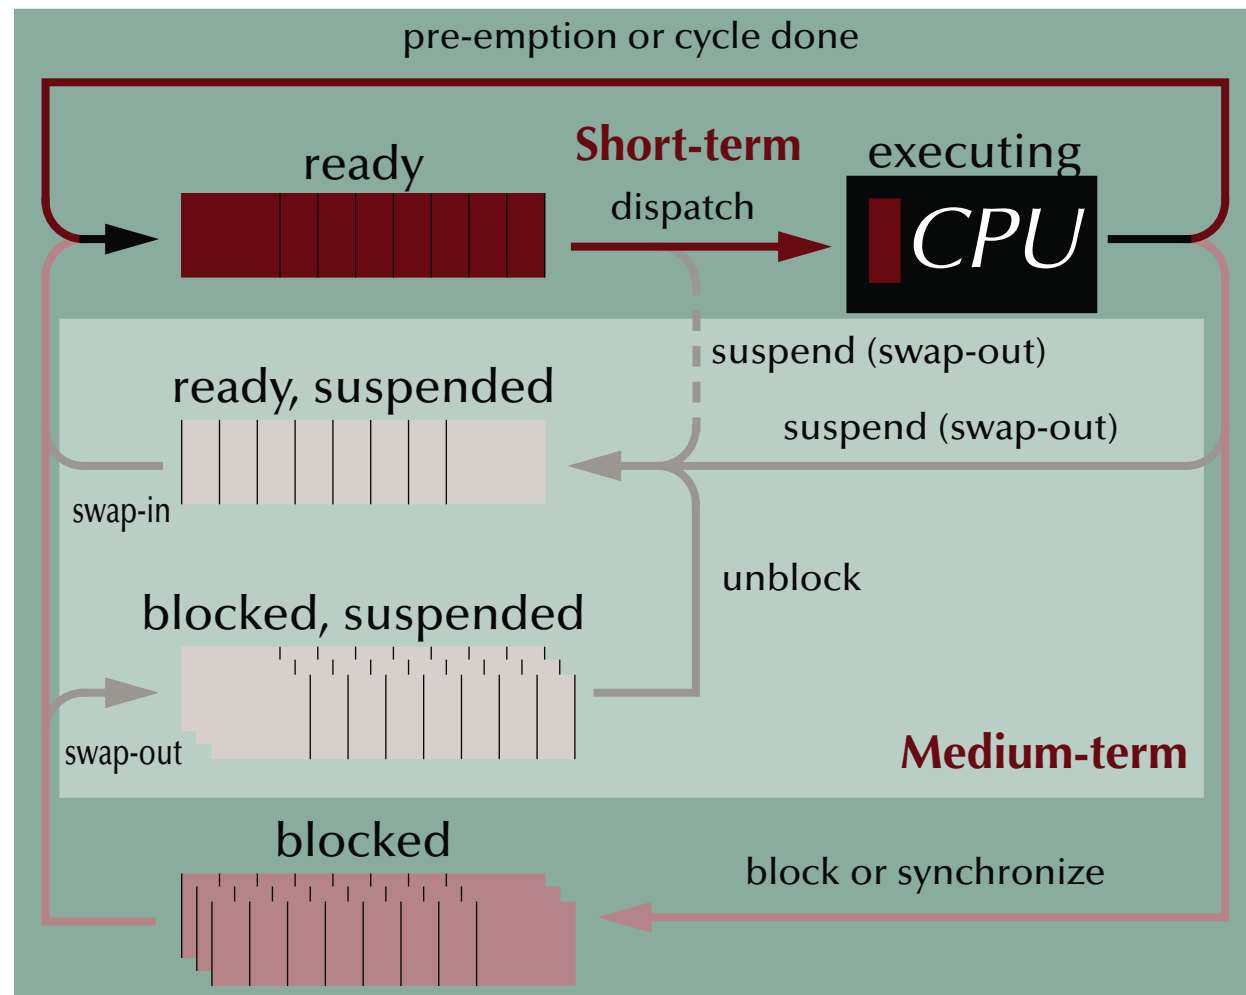 pre-emption or cycle done
ready
Short-term
dispatch
executing
CPU
suspend (swap-out)
ready, suspended
suspend (swap-out)
swap-in
unblock
blocked, suspended
swap-out
Medium-term
blocked
block or synchronize